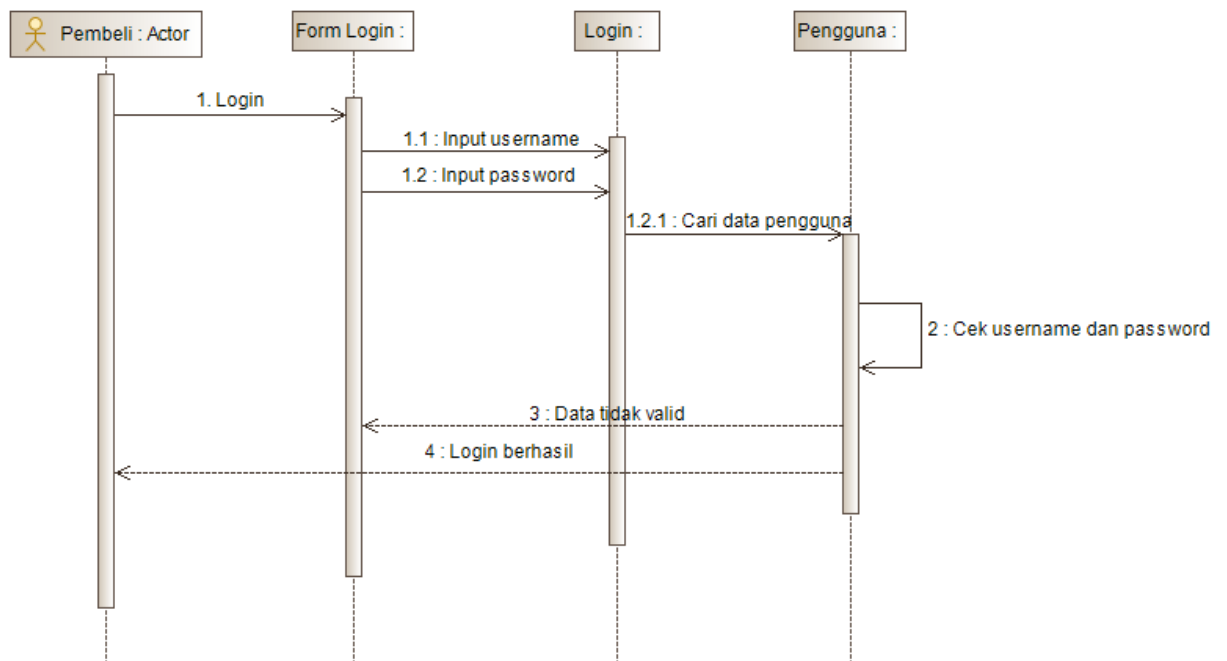 Pembeli : Actor
Form Login :
Login :
Pengguna :
1. Login
1.1 : Input username
1.2 : Input password
1.2.1 : Cari data pengguna
2 : Cek username dan password
3 : Data tidak valid
4 : Login berhasil